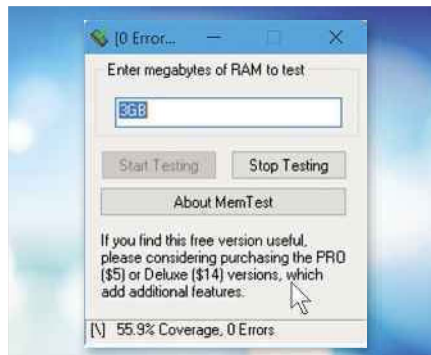 [0 Error...
Enter megabytes of RAM to test
3GB
Start Testing
Stop Testing
About MemTest
If you find this free version useful,
please considering purchasing the PRO
($5) or Deluxe ($14) versions, which
add additional features.
[\] 55.9% Coverage, 0 Errors